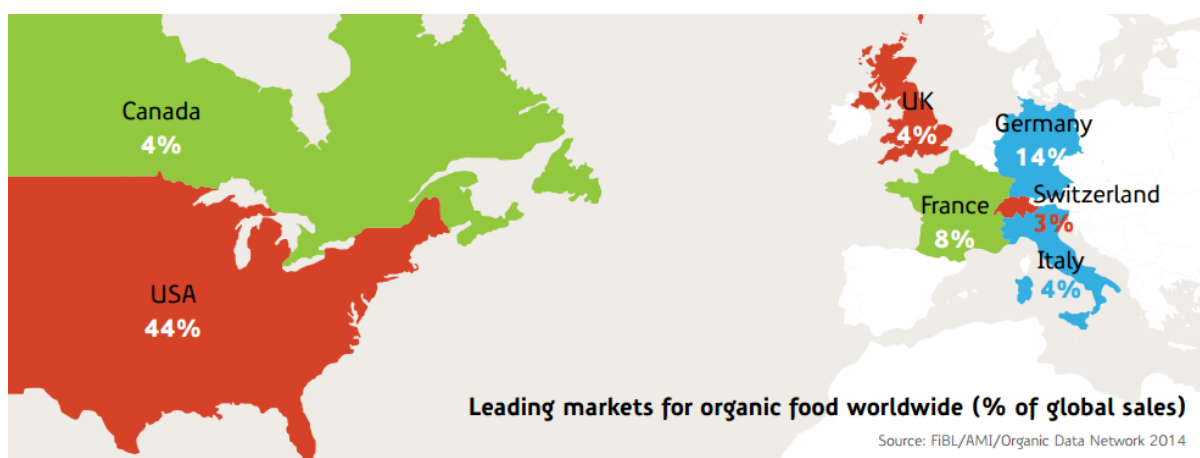 Canada
4%
USA
44%
UK
4%
Germany
14%
France
8%
Switzerland
3%
Italy
4%
Leading markets for organic food worldwide (% of global sales)
Source: FiBL/AMI/Organic Data Network 2014